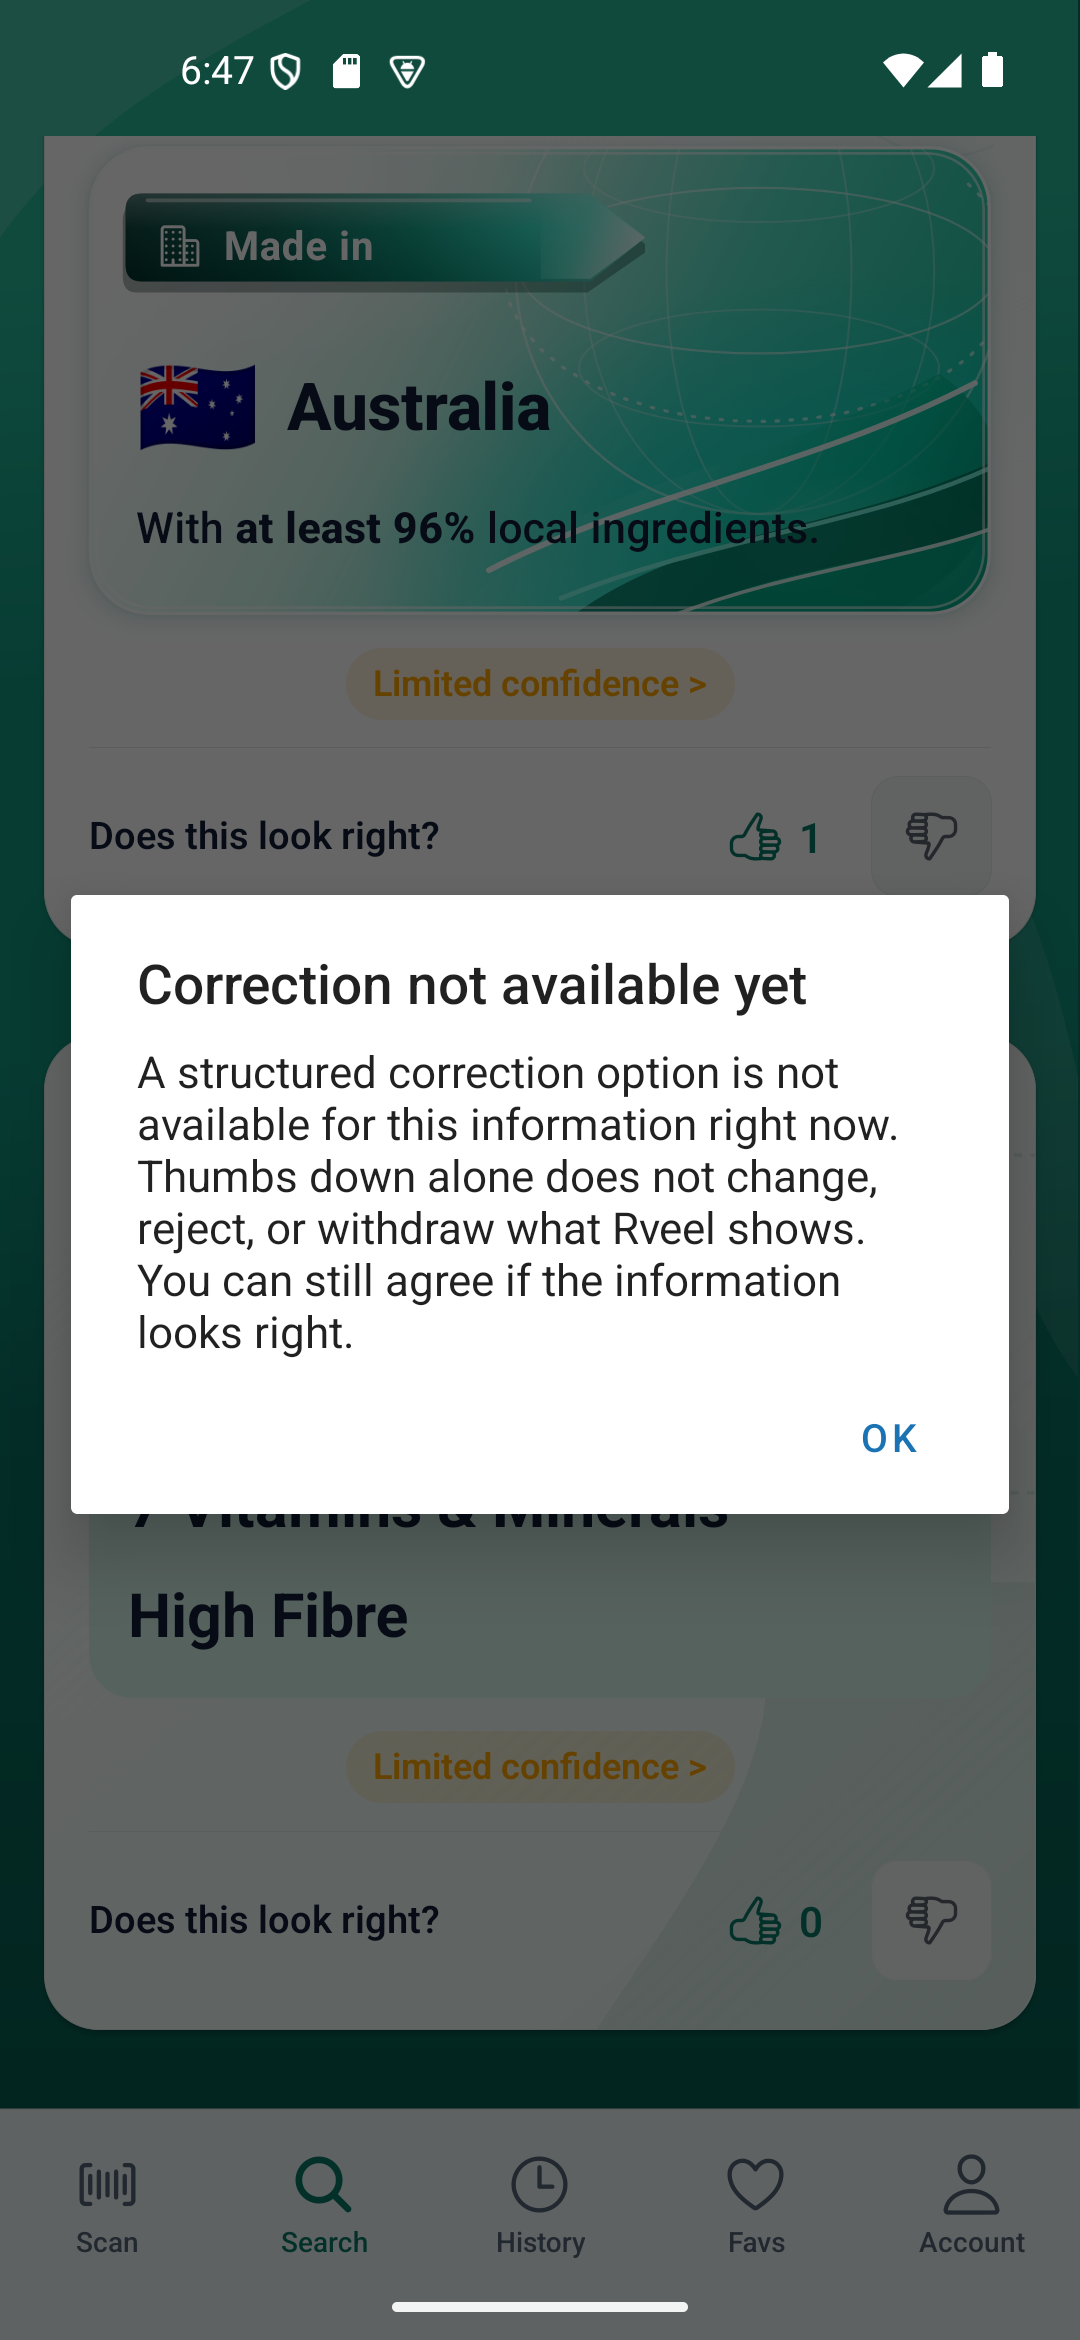 6:47
Made in
Australia
With at least 96% local ingredients.
Limited confidence >
Does this look right?
1
Correction not available yet
A structured correction option is not
available for this information right now.
Thumbs down alone does not change,
reject, or withdraw what Rveel shows.
You can still agree if the information
looks right.
OK
7 Vitamins & Minerals
High Fibre
Limited confidence >
Does this look right?
0
Scan
Search
History
Favs
Account